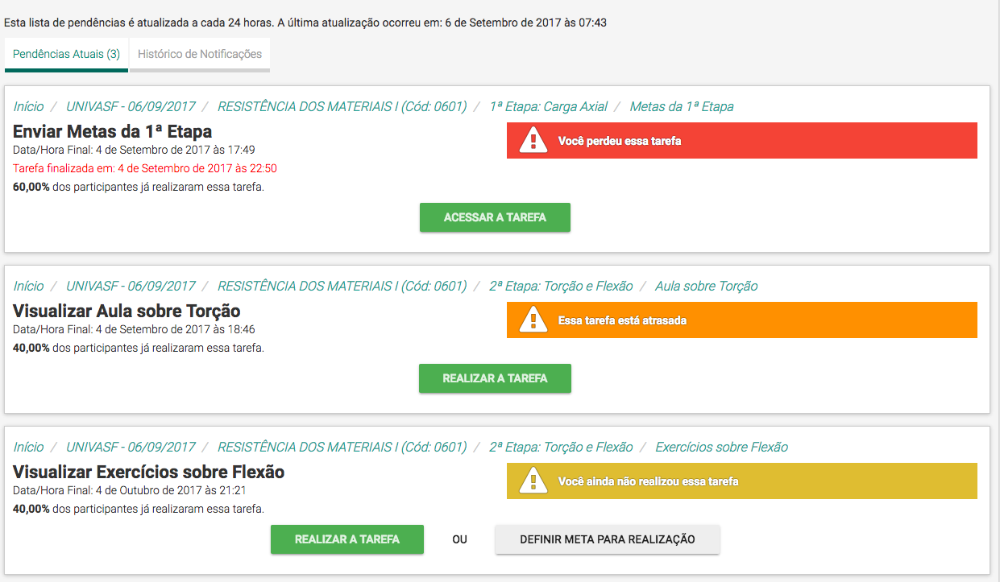 Esta lista de pendências é atualizada a cada 24 horas. A última atualização ocorreu em: 6 de Setembro de 2017 às 07:43
Pendências Atuais (3) Histórico de Notificações
Início / UNIVASF - 06/09/2017 / RESISTÊNCIA DOS MATERIAIS I (Cód: 0601) / 1ª Etapa: Carga Axial / Metas da 1ª Etapa
Enviar Metas da 1ª Etapa
Data/Hora Final: 4 de Setembro de 2017 às 17:49
Você perdeu essa tarefa
Tarefa finalizada em: 4 de Setembro de 2017 às 22:50
60,00% dos participantes já realizaram essa tarefa.
ACESSAR A TAREFA
Início / UNIVASF - 06/09/2017 / RESISTÊNCIA DOS MATERIAIS I (Cód: 0601) / 2ª Etapa: Torção e Flexão / Aula sobre Torção
Visualizar Aula sobre Torção
Data/Hora Final: 4 de Setembro de 2017 às 18:46
Essa tarefa está atrasada
40,00% dos participantes já realizaram essa tarefa.
REALIZAR A TAREFA
Início / UNIVASF - 06/09/2017 / RESISTÊNCIA DOS MATERIAIS I (Cód: 0601) / 2ª Etapa: Torção e Flexão / Exercícios sobre Flexão
Visualizar Exercícios sobre Flexão
Data/Hora Final: 4 de Outubro de 2017 às 21:21
Você ainda não realizou essa tarefa
40,00% dos participantes já realizaram essa tarefa.
REALIZAR A TAREFA OU DEFINIR META PARA REALIZAÇÃO